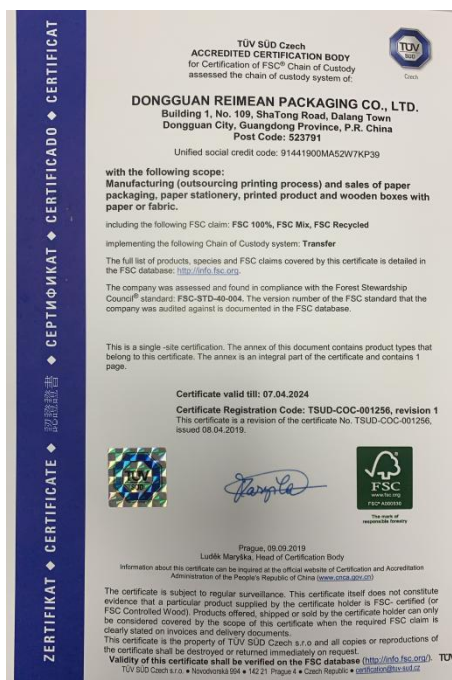 ZERTIFIKAT ◆ CERTIFICATE ◆ 認證證書 ◆ СЕРТИФИКАТ ◆ CERTIFICADO ◆ CERTIFICAT
TÜV SÜD Czech
ACCREDITED CERTIFICATION BODY
for Certification of FSC® Chain of Custody
assessed the chain of custody system of:
TÜV
SÜD
Czech
DONGGUAN REIMEAN PACKAGING CO., LTD.
Building 1, No. 109, ShaTong Road, Dalang Town
Dongguan City, Guangdong Province, P.R. China
Post Code: 523791
Unified social credit code: 91441900MA52W7KP39
with the following scope:
Manufacturing (outsourcing printing process) and sales of paper
packaging, paper stationery, printed product and wooden boxes with
paper or fabric.
including the following FSC claim: FSC 100%, FSC Mix, FSC Recycled
implementing the following Chain of Custody system: Transfer
The full list of products, species and FSC claims covered by this certificate is detailed in
the FSC database: http://info.fsc.org.
The company was assessed and found in compliance with the Forest Stewardship
Council® standard: FSC-STD-40-004. The version number of the FSC standard that the
company was audited against is documented in the FSC database.
This is a single -site certification. The annex of this document contains product types that
belong to this certificate. The annex is an integral part of the certificate and contains 1
page.
Certificate valid till: 07.04.2024
Certificate Registration Code: TSUD-COC-001256, revision 1
This certificate is a revision of the certificate No. TSUD-COC-001256,
issued 08.04.2019.
TÜV
FSC
www.fsc.org
FSC® A000530
The mark of
responsible forestry
Prague, 09.09.2019
Luděk Maryška, Head of Certification Body
Information about this certificate can be inquired at the official website of Certification and Accreditation
Administration of the People's Republic of China (www.cnca.gov.cn)
The certificate is subject to regular surveillance. This certificate itself does not constitute
evidence that a particular product supplied by the certificate holder is FSC- certified (or
FSC Controlled Wood). Products offered, shipped or sold by the certificate holder can only
be considered covered by the scope of this certificate when the required FSC claim is
clearly stated on invoices and delivery documents.
This certificate is the property of TÜV SÜD Czech s.r.o and all copies or reproductions of
the certificate shall be destroyed or returned immediately on request.
Validity of this certificate shall be verified on the FSC database (http://info.fsc.org/). TÜV
TÜV SÜD Czech s.r.o. • Novodvorská 994 • 142 21 Prague 4 • Czech Republic • certification@tuv-sud.cz